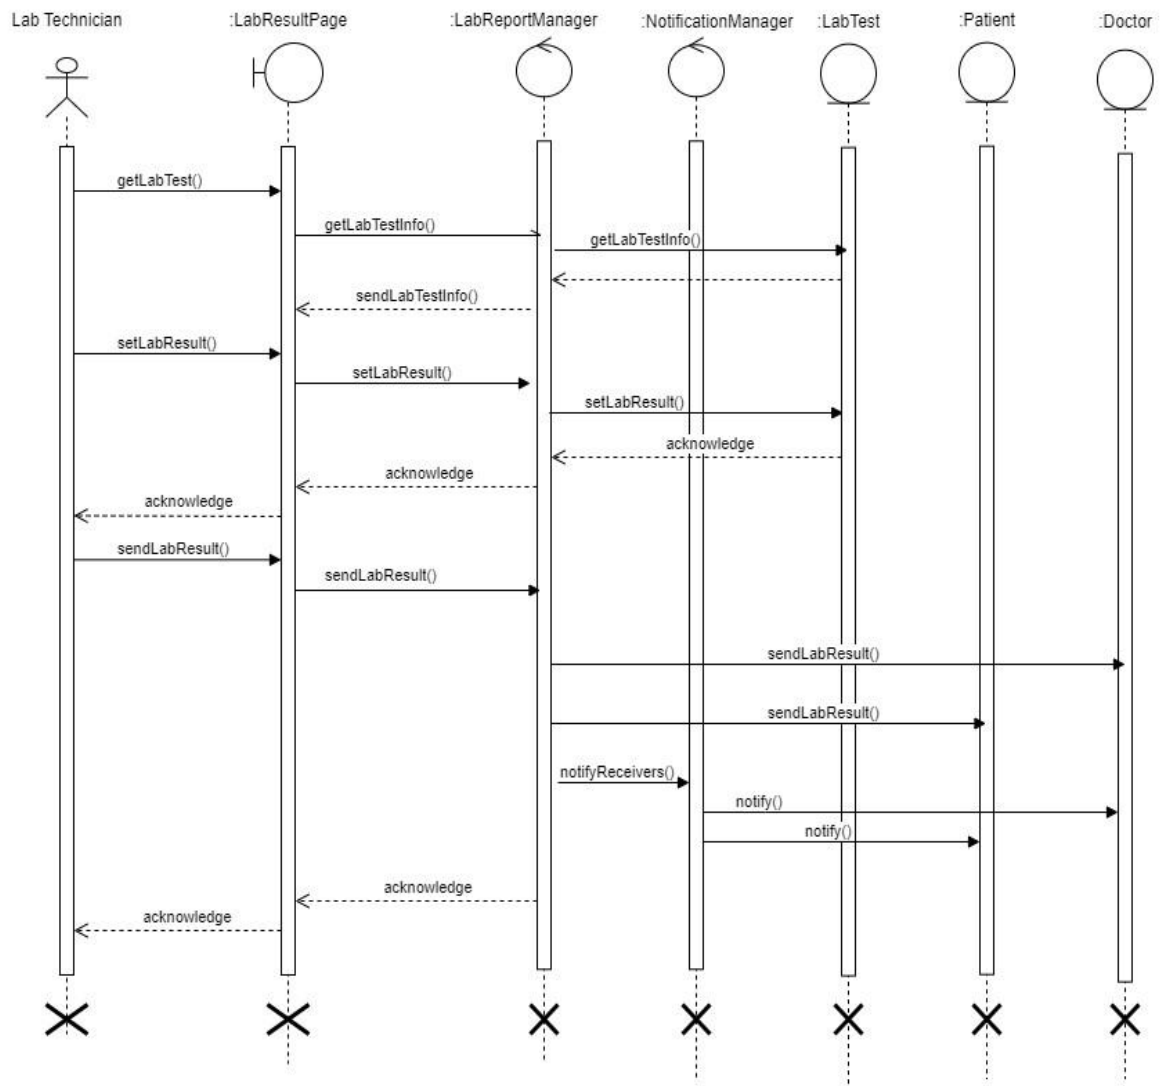 Lab Technician
:LabResultPage
:LabReportManager
:NotificationManager
:LabTest
:Patient
:Doctor
getLabTest()
getLabTestInfo()
getLabTestInfo()
sendLabTestInfo()
setLabResult()
setLabResult()
setLabResult()
acknowledge
acknowledge
acknowledge
sendLabResult()
sendLabResult()
sendLabResult()
sendLabResult()
notifyReceivers()
notify()
notify()
acknowledge
acknowledge